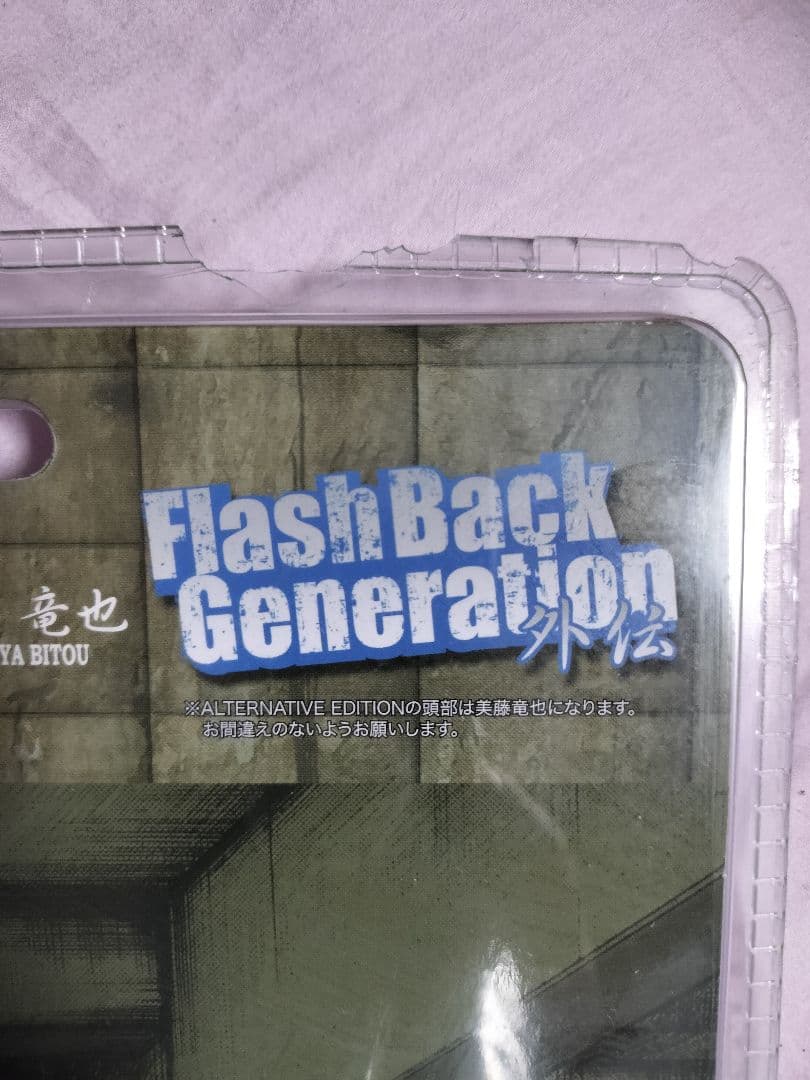 竜也
YA BITOU
FlashBack
Generation
外伝
※ALTERNATIVE EDITIONの頭部は美藤竜也になります。
お間違えのないようお願いします。